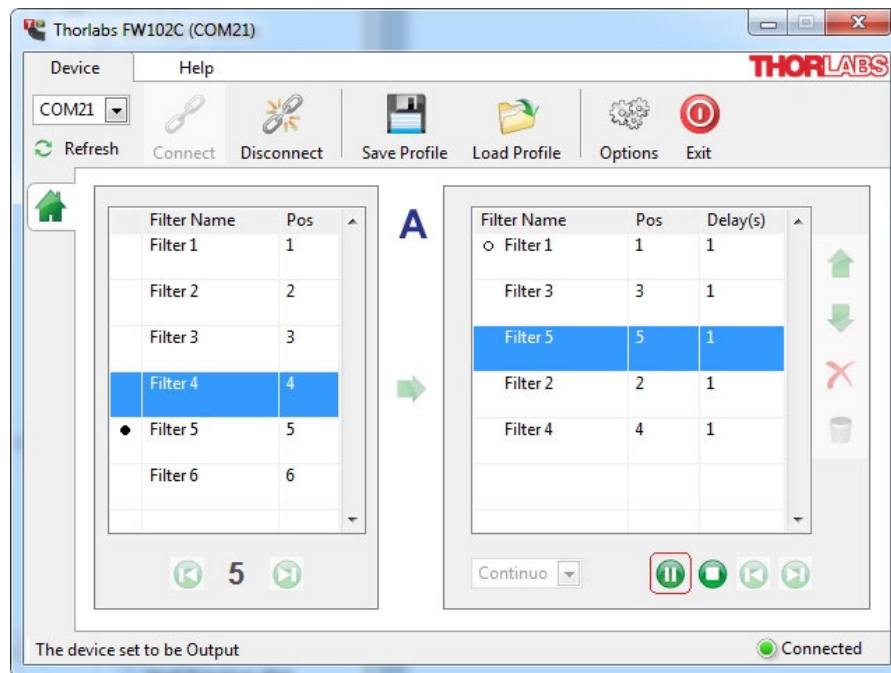 Thorlabs FW102C (COM21)
Device Help
THORLABS
COM21
Refresh Connect Disconnect Save Profile Load Profile Options Exit
Filter Name Pos
Filter 1 1
Filter 2 2
Filter 3 3
Filter 4 4
Filter 5 5
Filter 6 6
5
A
Filter Name Pos Delay(s)
Filter 1 1 1
Filter 3 3 1
Filter 5 5 1
Filter 2 2 1
Filter 4 4 1
Continuo
The device set to be Output
Connected